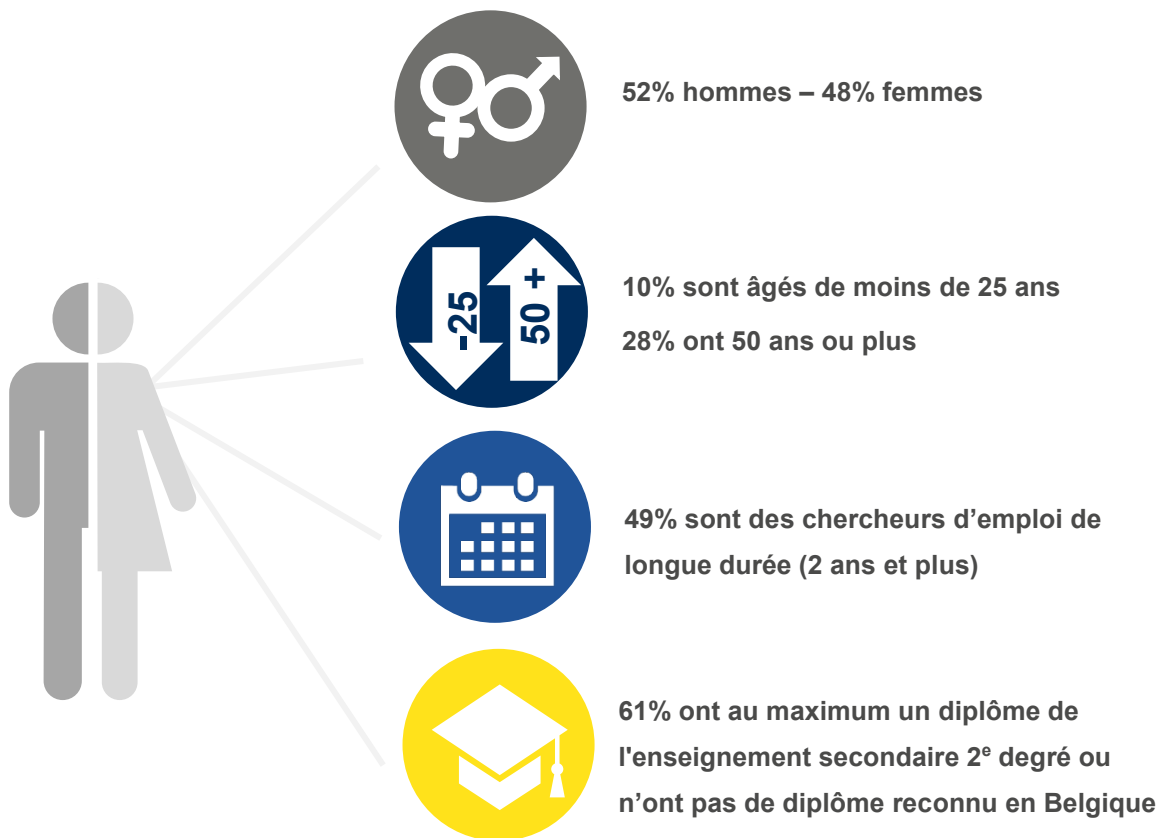 52% hommes – 48% femmes
-25
50 +
10% sont âgés de moins de 25 ans
28% ont 50 ans ou plus
49% sont des chercheurs d’emploi de
longue durée (2 ans et plus)
61% ont au maximum un diplôme de
l'enseignement secondaire 2e degré ou
n’ont pas de diplôme reconnu en Belgique